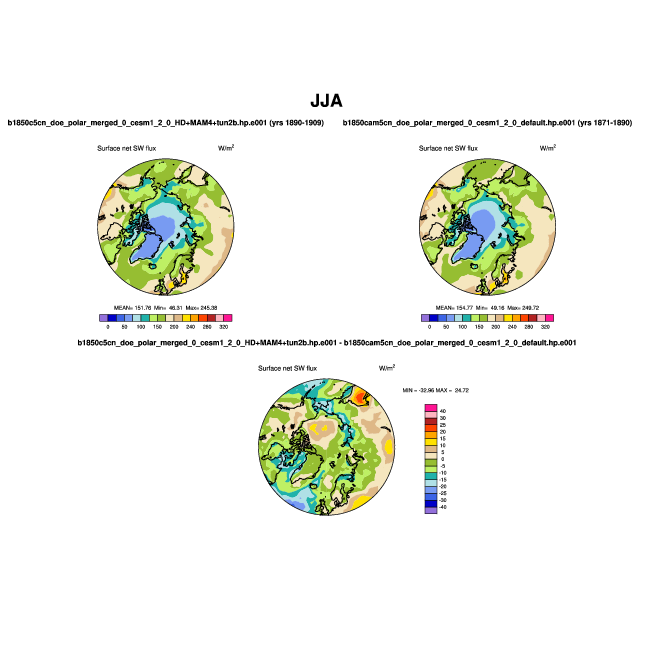 JJA
b1850c5cn_doe_polar_merged_0_cesm1_2_0_HD+MAM4+tun2b.hp.e001 (yrs 1890-1909)
b1850cam5cn_doe_polar_merged_0_cesm1_2_0_default.hp.e001 (yrs 1871-1890)
Surface net SW flux W/m2
Surface net SW flux W/m2
MEAN= 151.76 Min= 46.31 Max= 245.38
MEAN= 154.77 Min= 49.16 Max= 249.72
0 50 100 150 200 240 280 320
0 50 100 150 200 240 280 320
b1850c5cn_doe_polar_merged_0_cesm1_2_0_HD+MAM4+tun2b.hp.e001 - b1850cam5cn_doe_polar_merged_0_cesm1_2_0_default.hp.e001
Surface net SW flux W/m2
MIN = -32.96 MAX = 24.72
40
30
25
20
15
10
5
0
-5
-10
-15
-20
-25
-30
-40